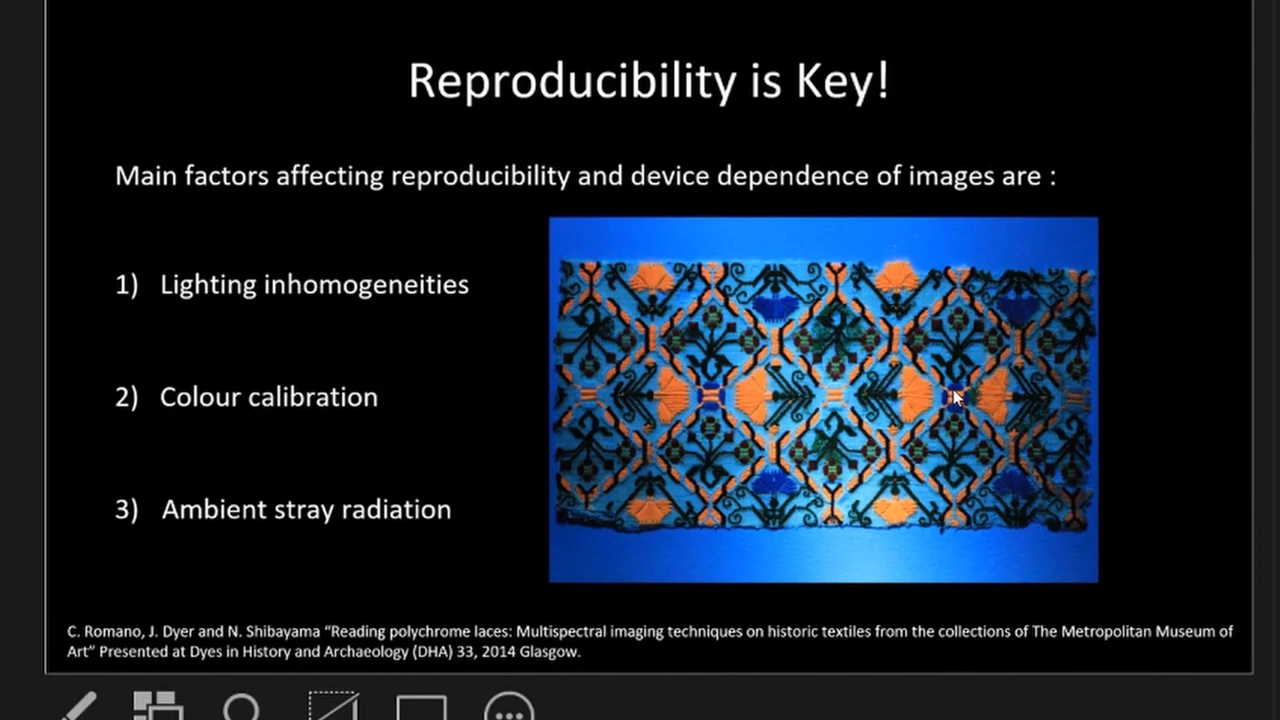 Reproducibility is Key!
Main factors affecting reproducibility and device dependence of images are :
1) Lighting inhomogeneities
2) Colour calibration
3) Ambient stray radiation
C. Romano, J. Dyer and N. Shibayama “Reading polychrome laces: Multispectral imaging techniques on historic textiles from the collections of The Metropolitan Museum of
Art” Presented at Dyes in History and Archaeology (DHA) 33, 2014 Glasgow.